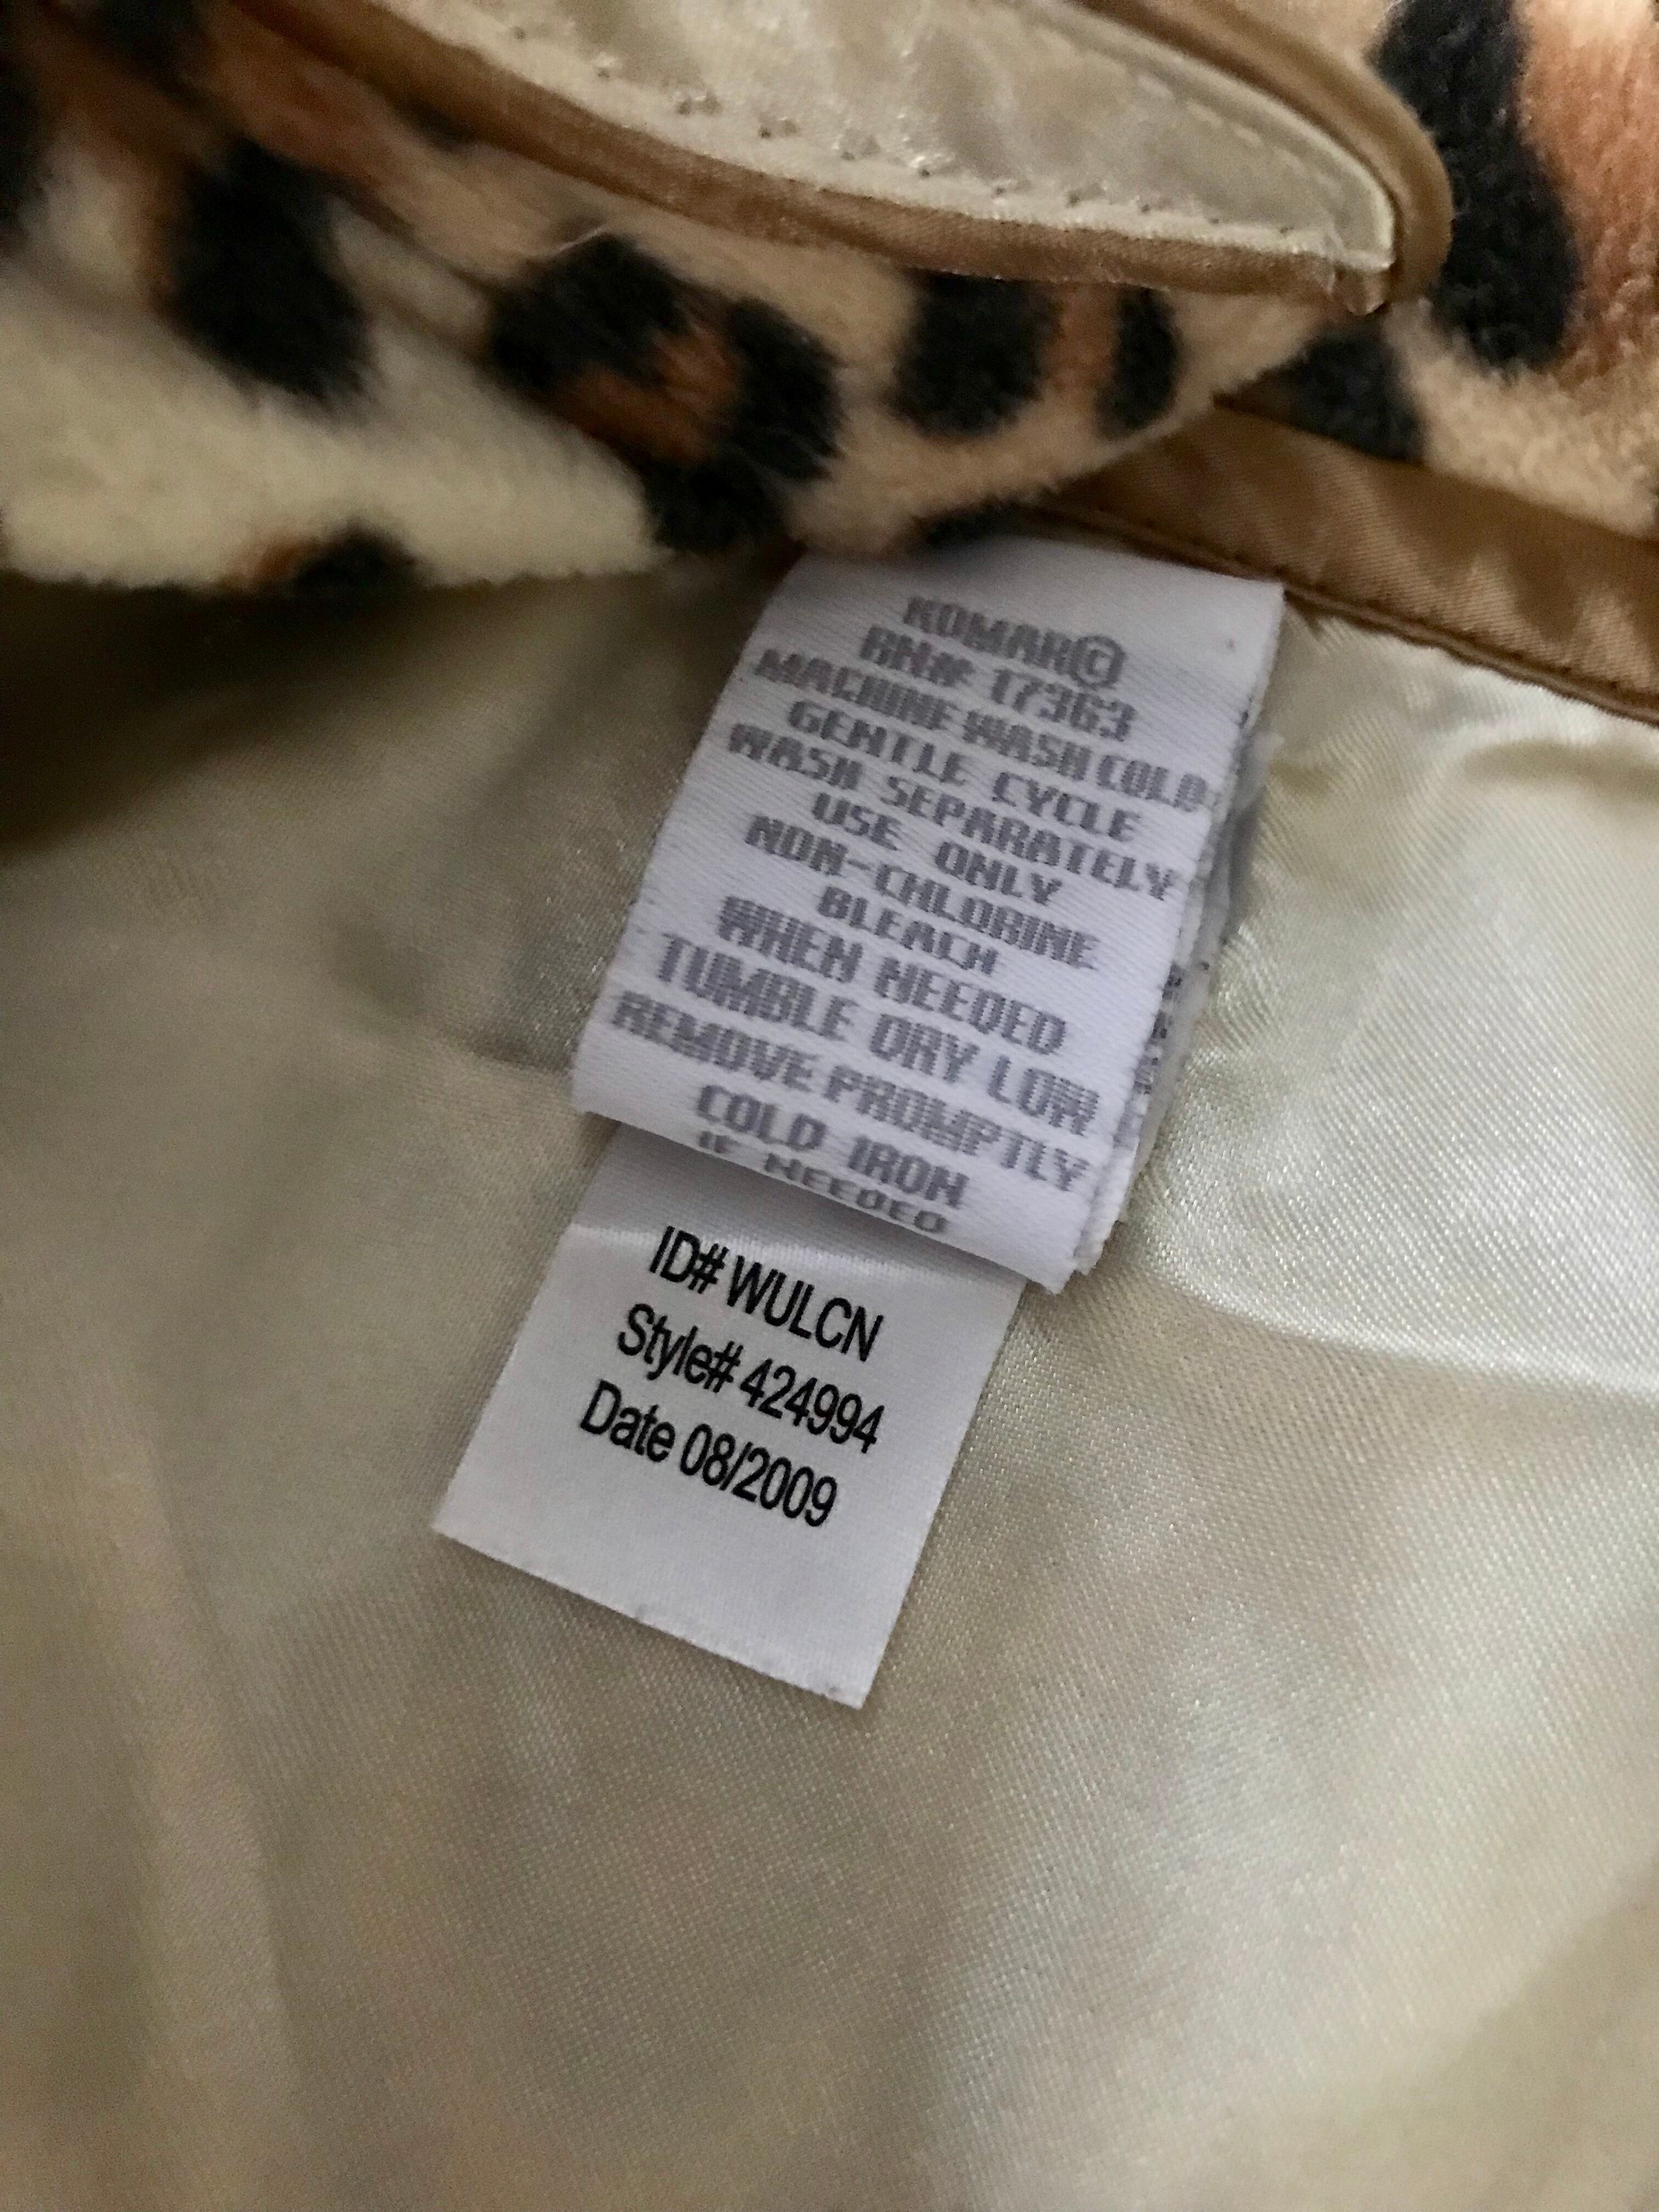 KOMAR©
RN# 17363
MACHINE WASH COLD
GENTLE CYCLE
WASH SEPARATELY
USE ONLY
NON-CHLORINE
BLEACH
WHEN NEEDED
TUMBLE DRY LOW
REMOVE PROMPTLY
COLD IRON
IF NEEDED
ID# WULCN
Style# 424994
Date 08/2009